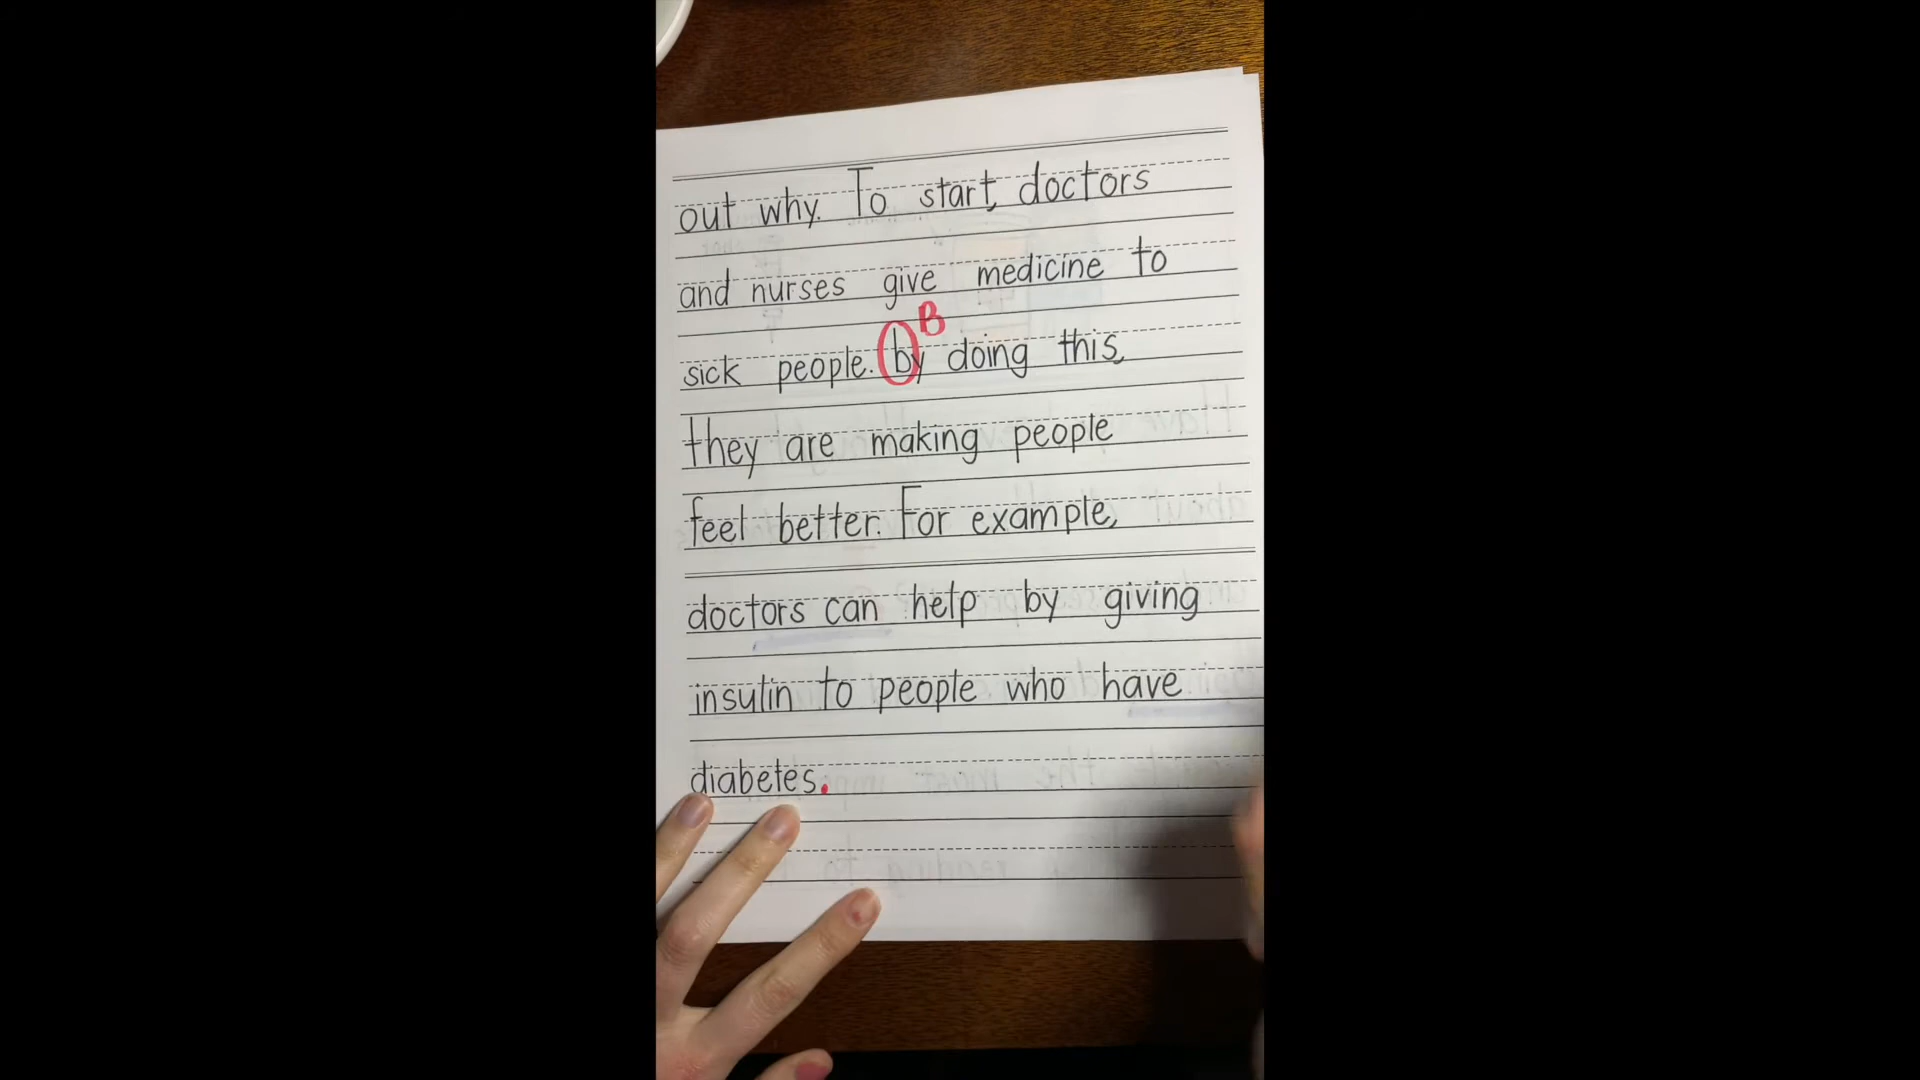 out why. To start, doctors
and nurses give medicine to
B
sick people. by doing this,
they are making people
feel better. For example,
doctors can help by giving
insulin to people who have
diabetes.